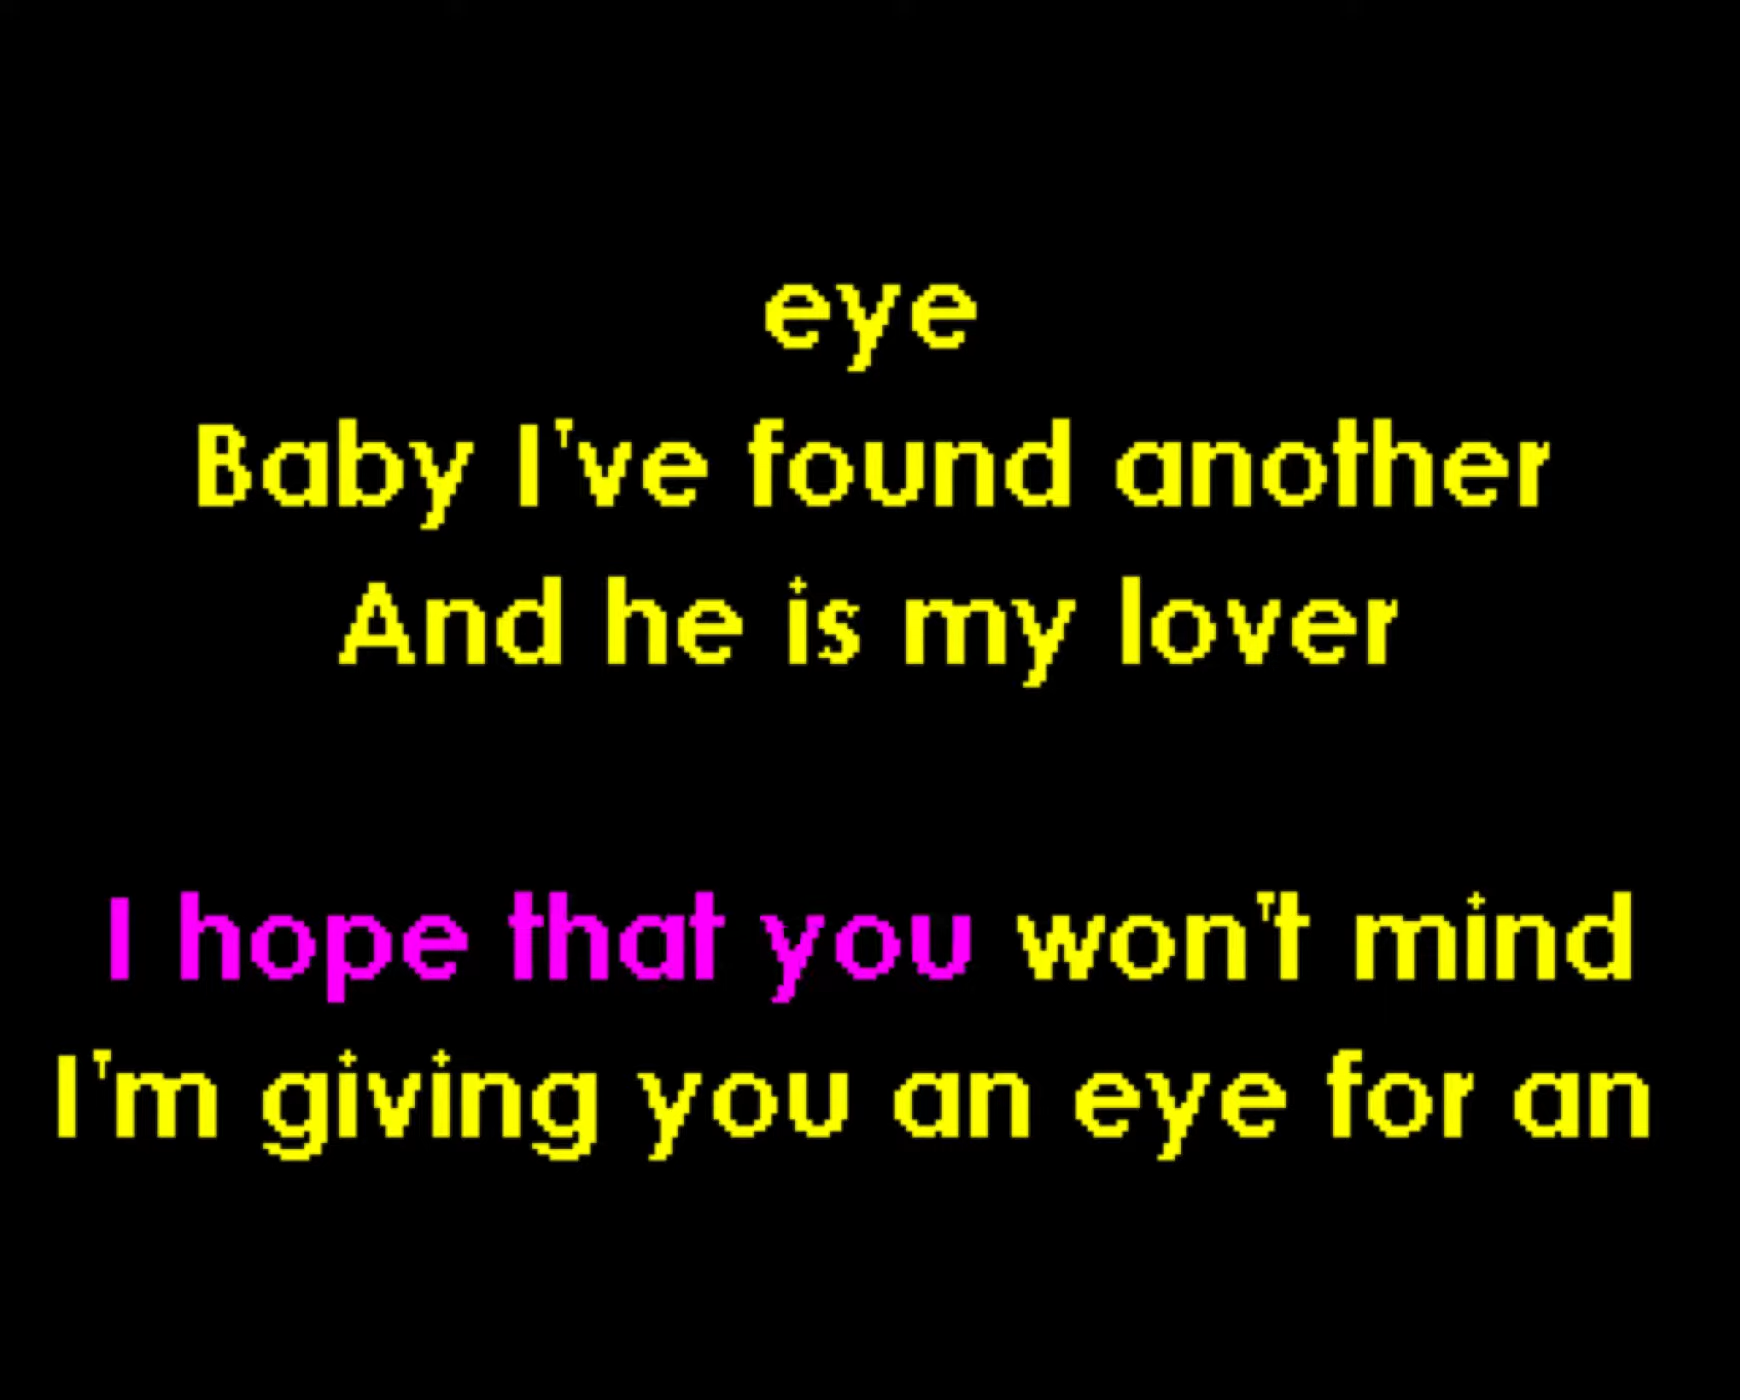 eye
Baby I've found another
And he is my lover
I hope that you won't mind
I'm giving you an eye for an